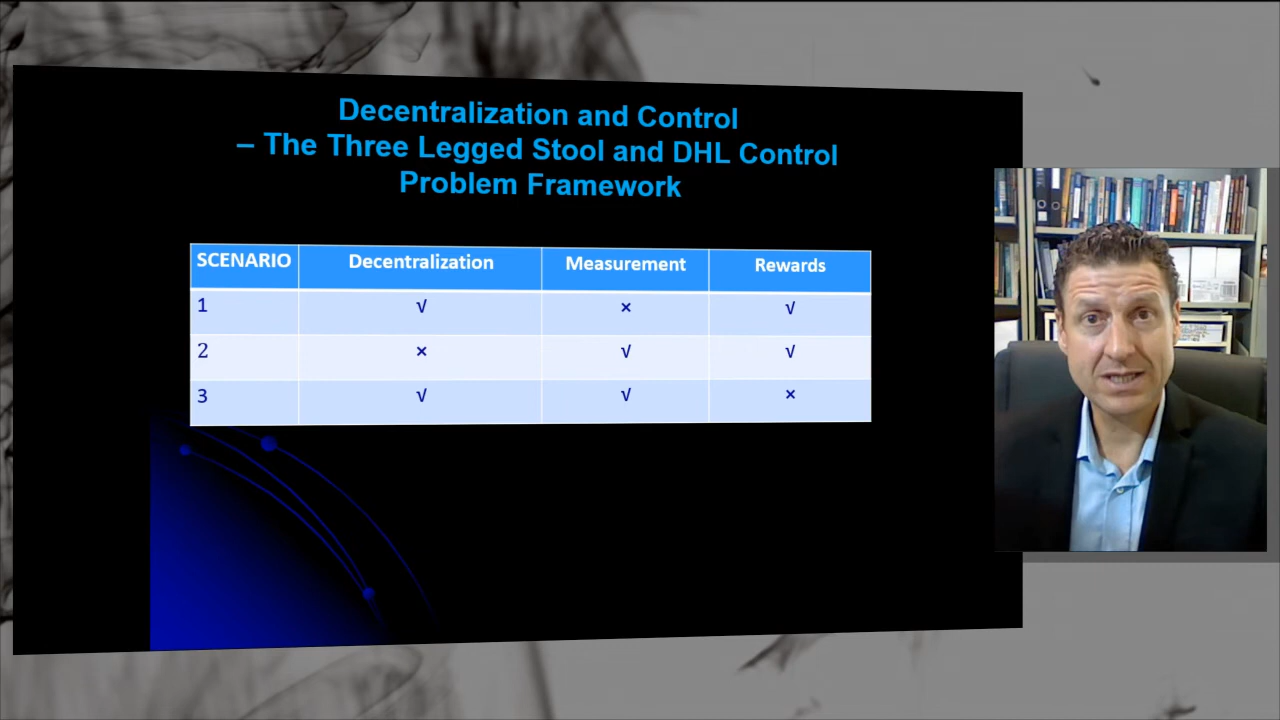 Decentralization and Control
– The Three Legged Stool and DHL Control
Problem Framework
SCENARIO Decentralization Measurement Rewards
1 √ × √
2 × √ √
3 √ √ ×